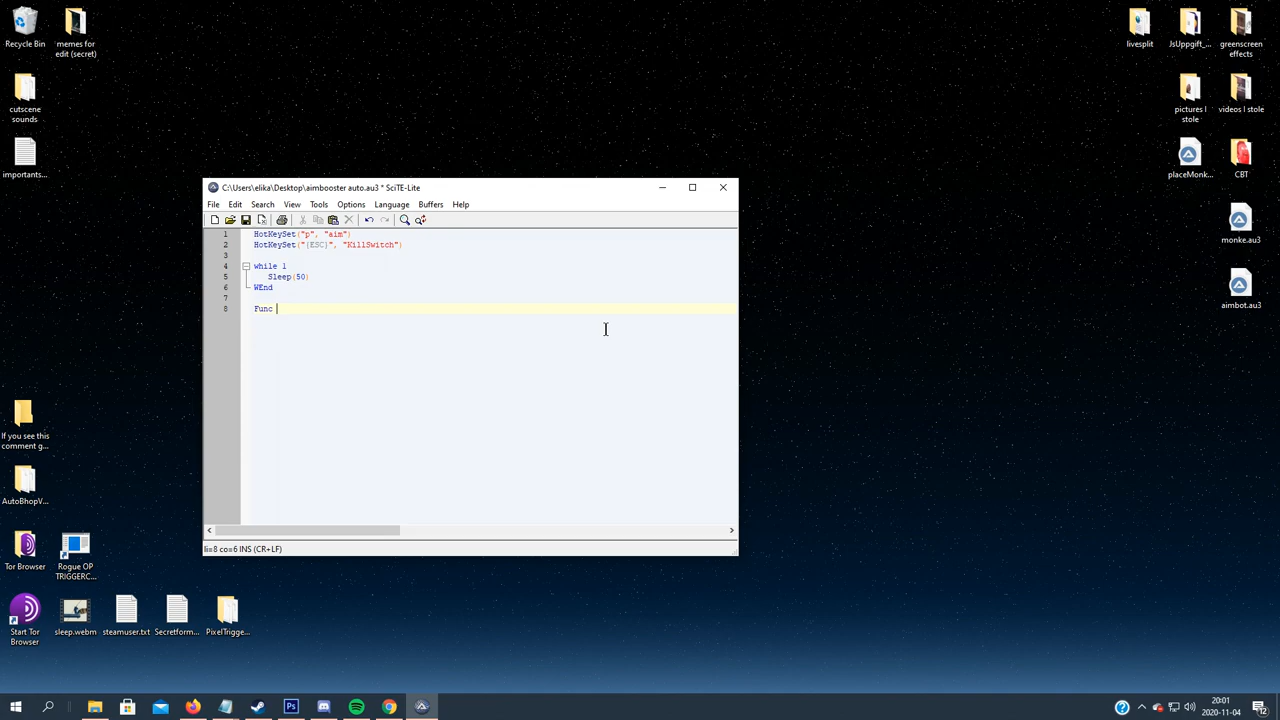 Recycle Bin
memes for
edit (secret)
cutscene
sounds
importants...
If you see this
comment g...
AutoBhopV...
Tor Browser
Rogue OP
TRIGGERC...
Start Tor
Browser
sleep.webm
steamuser.txt
Secretform...
PixelTrigge...
livesplit
JsUppgift_...
greenscreen
effects
pictures I
stole
videos I stole
placeMonk...
CBT
monke.au3
aimbot.au3
C:\Users\elika\Desktop\aimbooster auto.au3 * SciTE-Lite
File Edit Search View Tools Options Language Buffers Help
1 HotKeySet("p", "aim")
2 HotKeySet("{ESC}", "KillSwitch")
3
4 while 1
5 Sleep(50)
6 WEnd
7
8 Func
li=8 co=6 INS (CR+LF)
Ps
20:01
2020-11-04
12